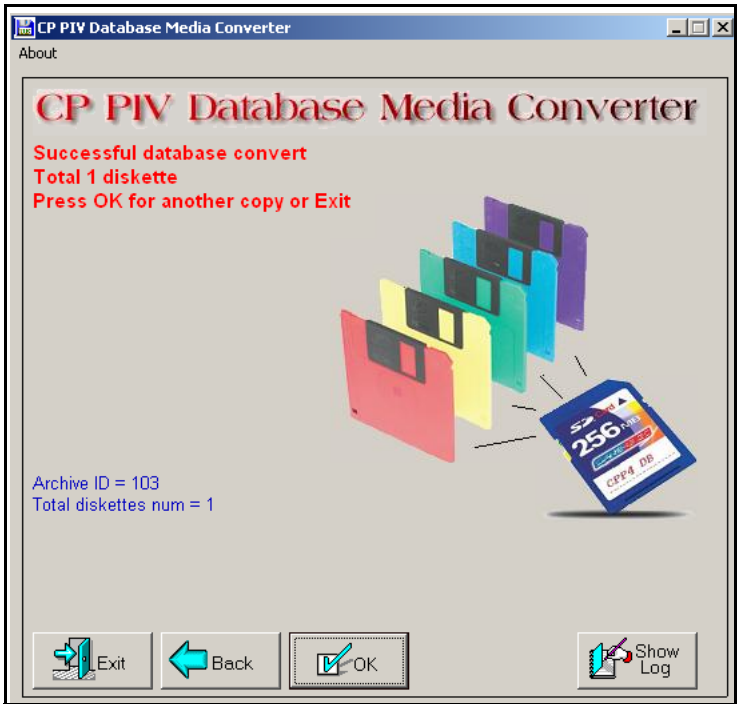 CP PIV Database Media Converter
About
CP PIV Database Media Converter
Successful database convert
Total 1 diskette
Press OK for another copy or Exit
SD Card
256 MB
CPP4 DB
Archive ID = 103
Total diskettes num = 1
Exit
Back
OK
Show
Log